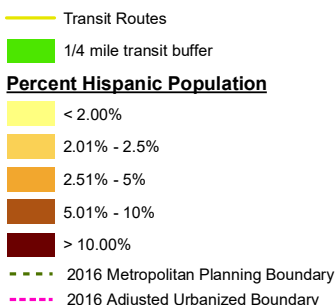 Transit Routes
1/4 mile transit buffer
Percent Hispanic Population
< 2.00%
2.01% - 2.5%
2.51% - 5%
5.01% - 10%
> 10.00%
2016 Metropolitan Planning Boundary
2016 Adjusted Urbanized Boundary